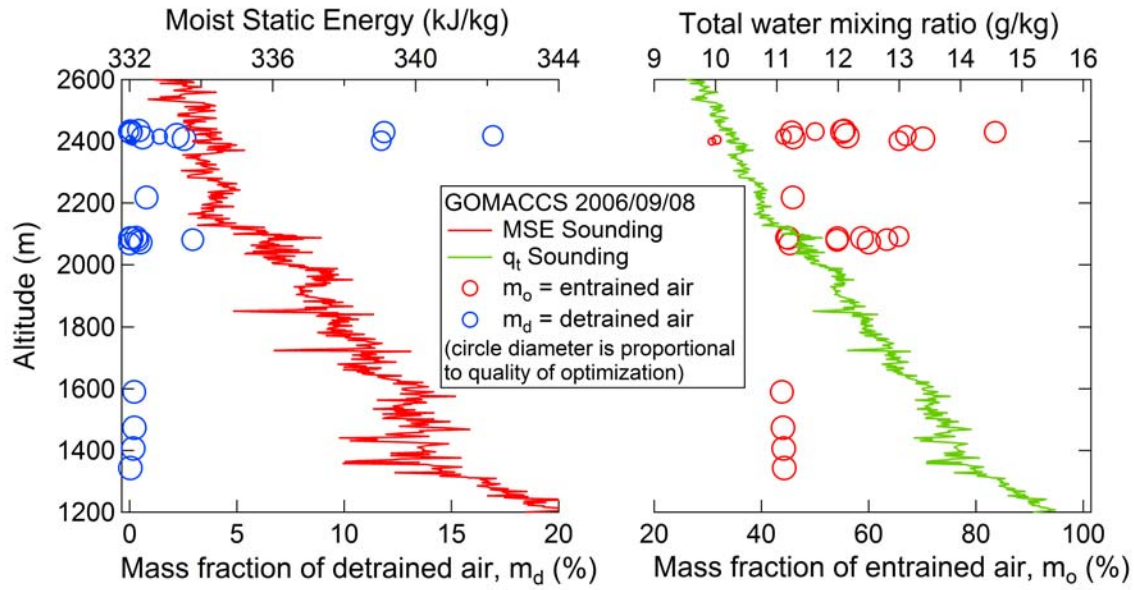 Moist Static Energy (kJ/kg)
332 336 340 344
Total water mixing ratio (g/kg)
9 10 11 12 13 14 15 16
2600
2400
2200
2000
1800
1600
1400
1200
Altitude (m)
GOMACCS 2006/09/08
MSE Sounding
qt Sounding
mo = entrained air
md = detrained air
(circle diameter is proportional
to quality of optimization)
0 5 10 15 20
Mass fraction of detrained air, md (%)
20 40 60 80 100
Mass fraction of entrained air, mo (%)